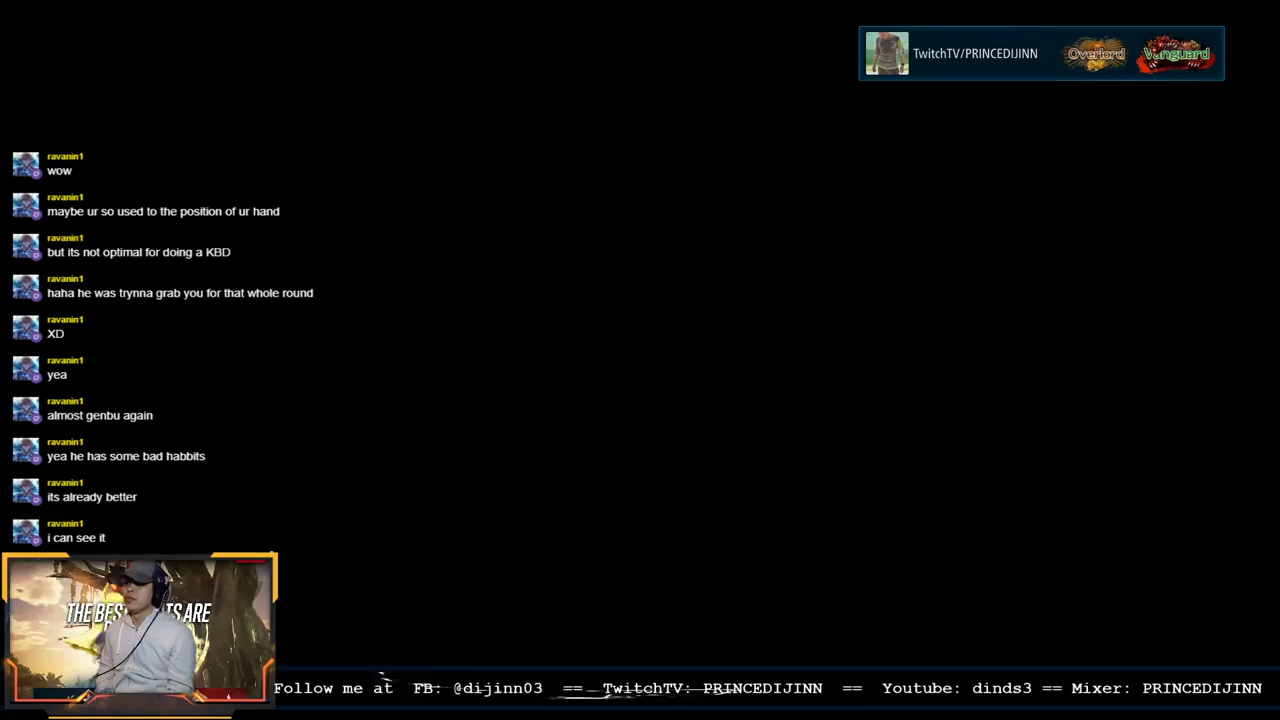 TwitchTV/PRINCEDIJINN Overlord Vanguard
ravanin1
wow
ravanin1
maybe ur so used to the position of ur hand
ravanin1
but its not optimal for doing a KBD
ravanin1
haha he was trynna grab you for that whole round
ravanin1
XD
ravanin1
yea
ravanin1
almost genbu again
ravanin1
yea he has some bad habbits
ravanin1
its already better
ravanin1
i can see it
THE BES TS ARE
Follow me at FB: @dijinn03 == TwitchTV: PRINCEDIJINN == Youtube: dinds3 == Mixer: PRINCEDIJINN